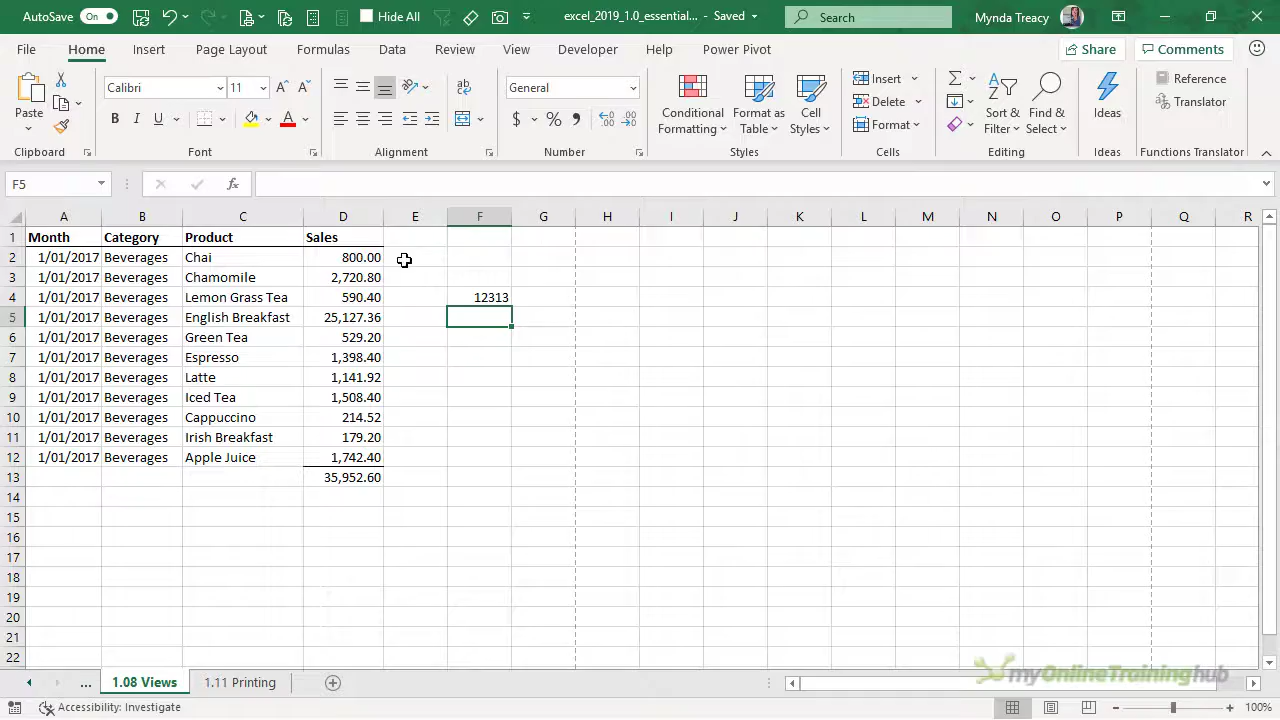 AutoSave On Hide All excel_2019_1.0_essential... - Saved Search Mynda Treacy
File Home Insert Page Layout Formulas Data Review View Developer Help Power Pivot Share Comments
Paste Calibri 11 General Conditional Formatting Format as Table Cell Styles Insert Delete Format Sort & Filter Find & Select Ideas Reference Translator
B I U A $ % 9
Clipboard Font Alignment Number Styles Cells Editing Ideas Functions Translator
F5 fx
A B C D E F G H I J K L M N O P Q R
1 Month Category Product Sales
2 1/01/2017 Beverages Chai 800.00
3 1/01/2017 Beverages Chamomile 2,720.80
4 1/01/2017 Beverages Lemon Grass Tea 590.40 12313
5 1/01/2017 Beverages English Breakfast 25,127.36
6 1/01/2017 Beverages Green Tea 529.20
7 1/01/2017 Beverages Espresso 1,398.40
8 1/01/2017 Beverages Latte 1,141.92
9 1/01/2017 Beverages Iced Tea 1,508.40
10 1/01/2017 Beverages Cappuccino 214.52
11 1/01/2017 Beverages Irish Breakfast 179.20
12 1/01/2017 Beverages Apple Juice 1,742.40
13 35,952.60
14
15
16
17
18
19
20
21
22
... 1.08 Views 1.11 Printing myOnlineTraininghub
Accessibility: Investigate 100%